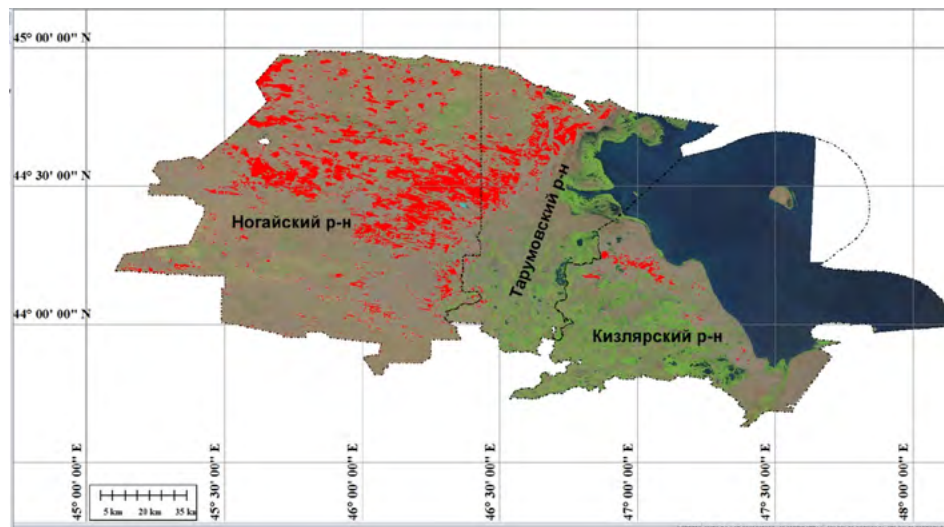 45° 00' 00" N
44° 30' 00" N
44° 00' 00" N
Ногайский р-н
Тарумовский р-н
Кизлярский р-н
45° 00' 00" E
45° 30' 00" E
46° 00' 00" E
46° 30' 00" E
47° 00' 00" E
47° 30' 00" E
48° 00' 00" E
5 km 20 km 35 km